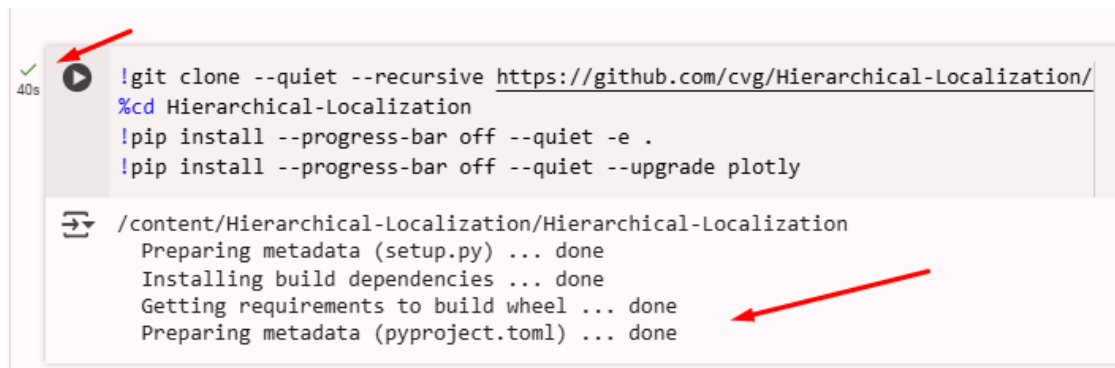 40s
!git clone --quiet --recursive https://github.com/cvg/Hierarchical-Localization/
%cd Hierarchical-Localization
!pip install --progress-bar off --quiet -e .
!pip install --progress-bar off --quiet --upgrade plotly
/content/Hierarchical-Localization/Hierarchical-Localization
Preparing metadata (setup.py) ... done
Installing build dependencies ... done
Getting requirements to build wheel ... done
Preparing metadata (pyproject.toml) ... done